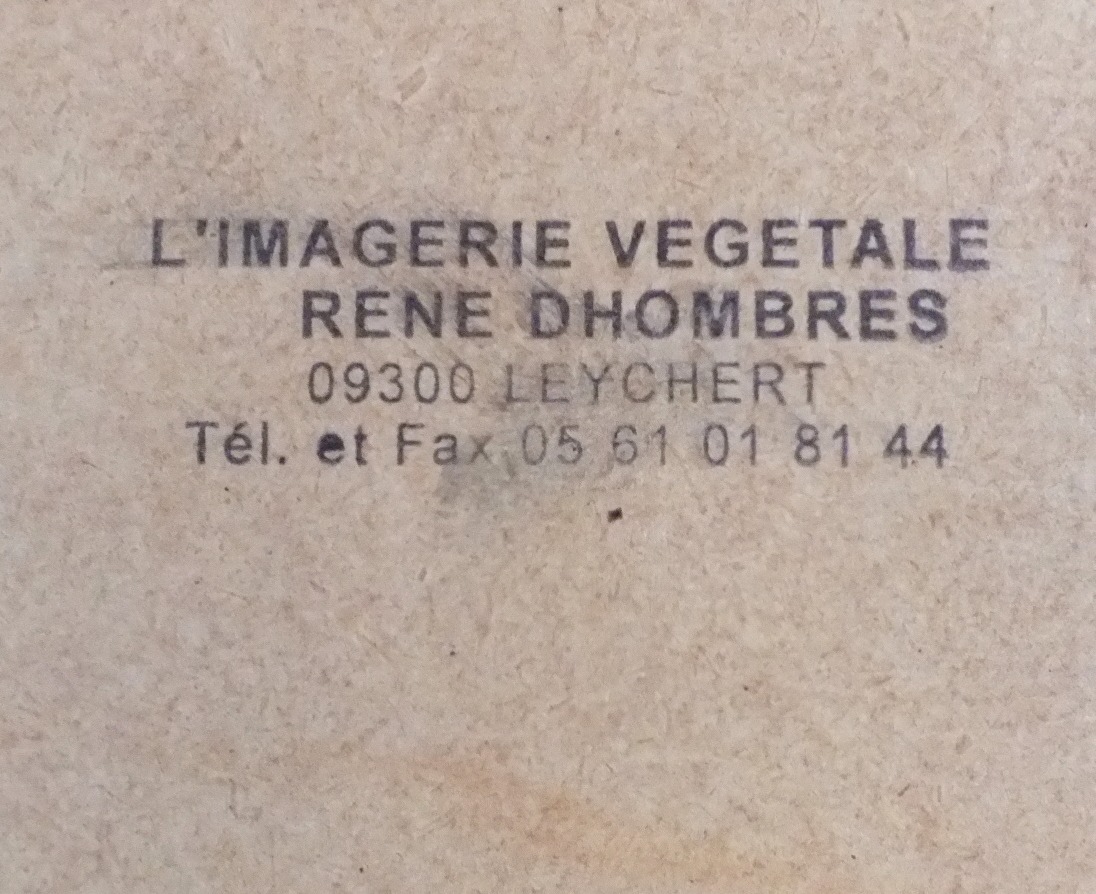 L'IMAGERIE VEGETALE
RENE DHOMBRES
09300 LEYCHERT
Tél. et Fax 05 61 01 81 44